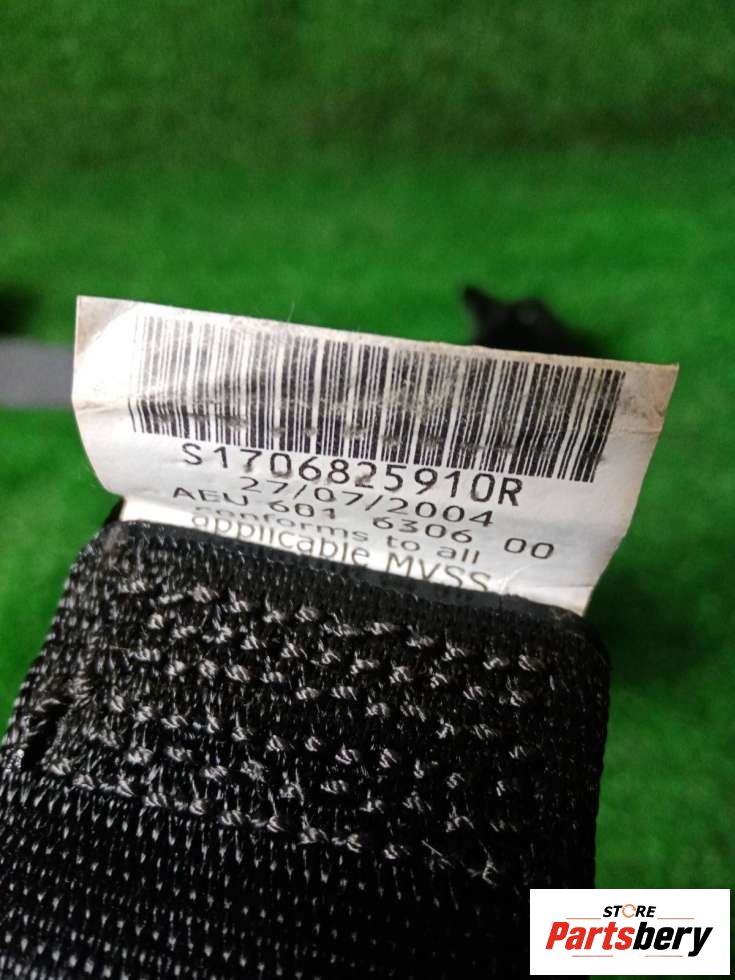 S1706825910R
27/07/2004
AEU 601 6306 00
conforms to all
applicable MVSS
STORE
Partsbery